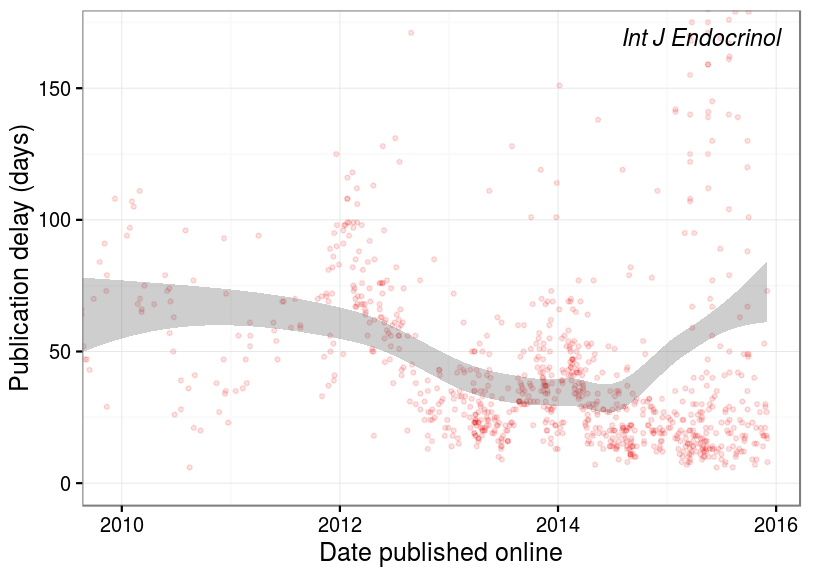 Int J Endocrinol
Publication delay (days)
150
100
50
0
2010 2012 2014 2016
Date published online